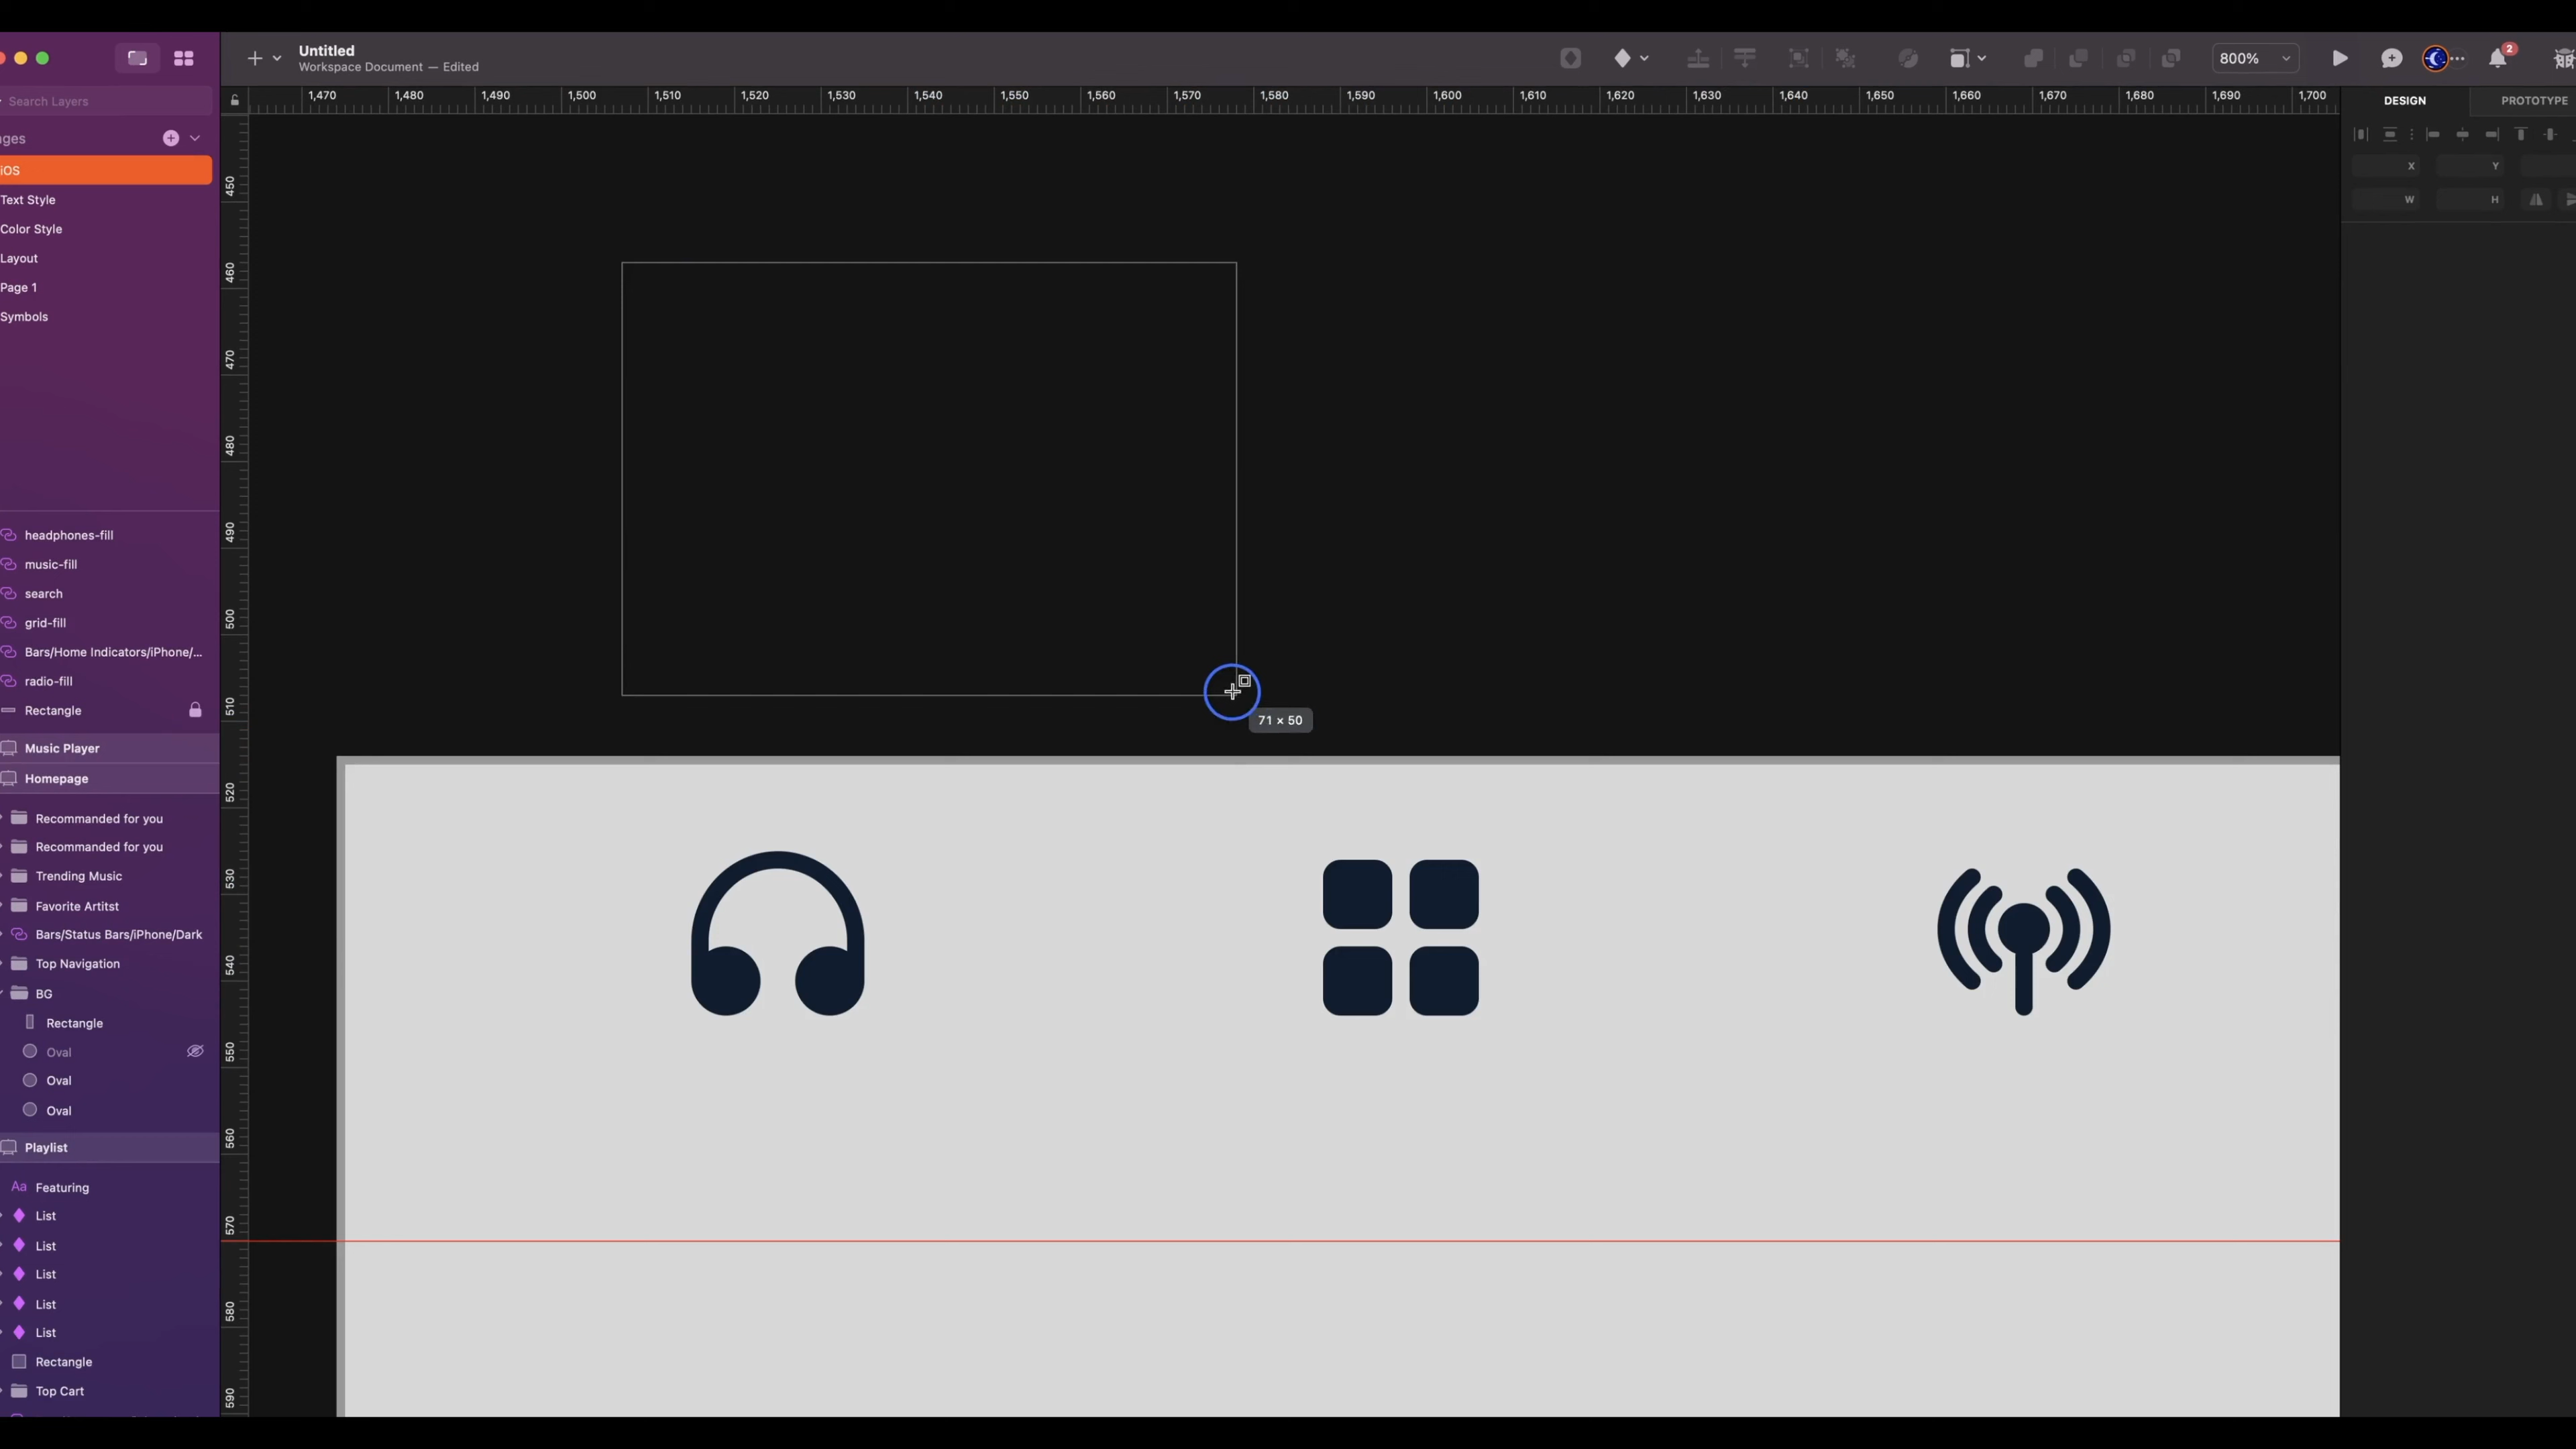 Untitled
Workspace Document — Edited
800%
2
Search Layers
ges
iOS
Text Style
Color Style
Layout
Page 1
Symbols
headphones-fill
music-fill
search
grid-fill
Bars/Home Indicators/iPhone/...
radio-fill
Rectangle
Music Player
Homepage
Recommanded for you
Recommanded for you
Trending Music
Favorite Artitst
Bars/Status Bars/iPhone/Dark
Top Navigation
BG
Rectangle
Oval
Oval
Oval
Playlist
Aa Featuring
List
List
List
List
List
Rectangle
Top Cart
1,470 1,480 1,490 1,500 1,510 1,520 1,530 1,540 1,550 1,560 1,570 1,580 1,590 1,600 1,610 1,620 1,630 1,640 1,650 1,660 1,670 1,680 1,690 1,700
450
460
470
480
490
500
510
520
530
540
550
560
570
580
590
71 × 50
DESIGN PROTOTYPE
X Y
W H